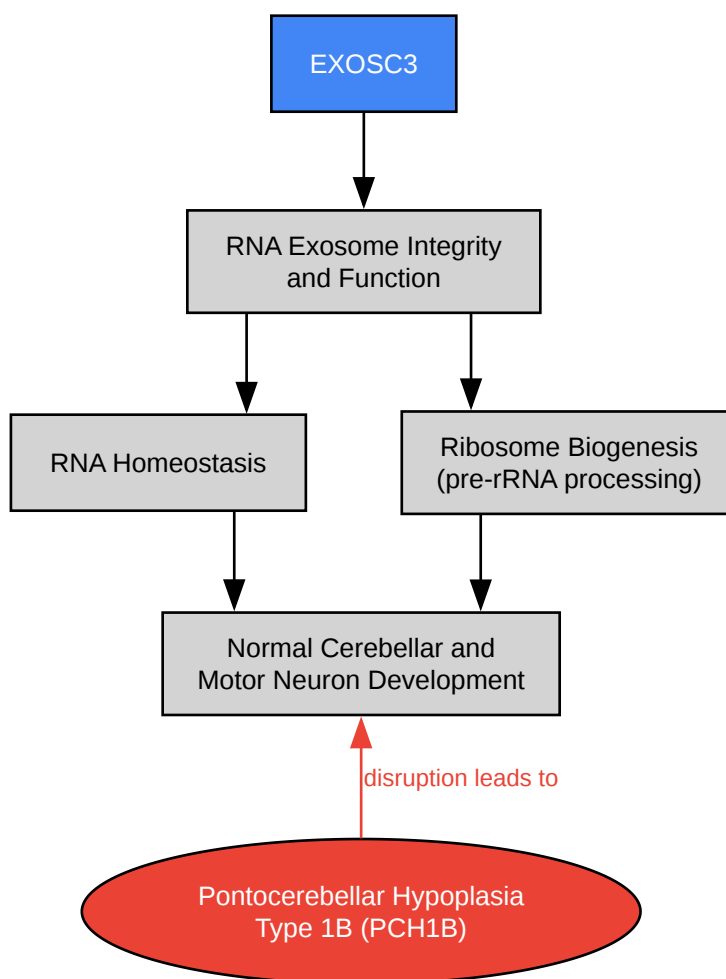 EXOSC3
RNA Exosome Integrity
and Function
RNA Homeostasis
Ribosome Biogenesis
(pre-rRNA processing)
Normal Cerebellar and
Motor Neuron Development
disruption leads to
Pontocerebellar Hypoplasia
Type 1B (PCH1B)